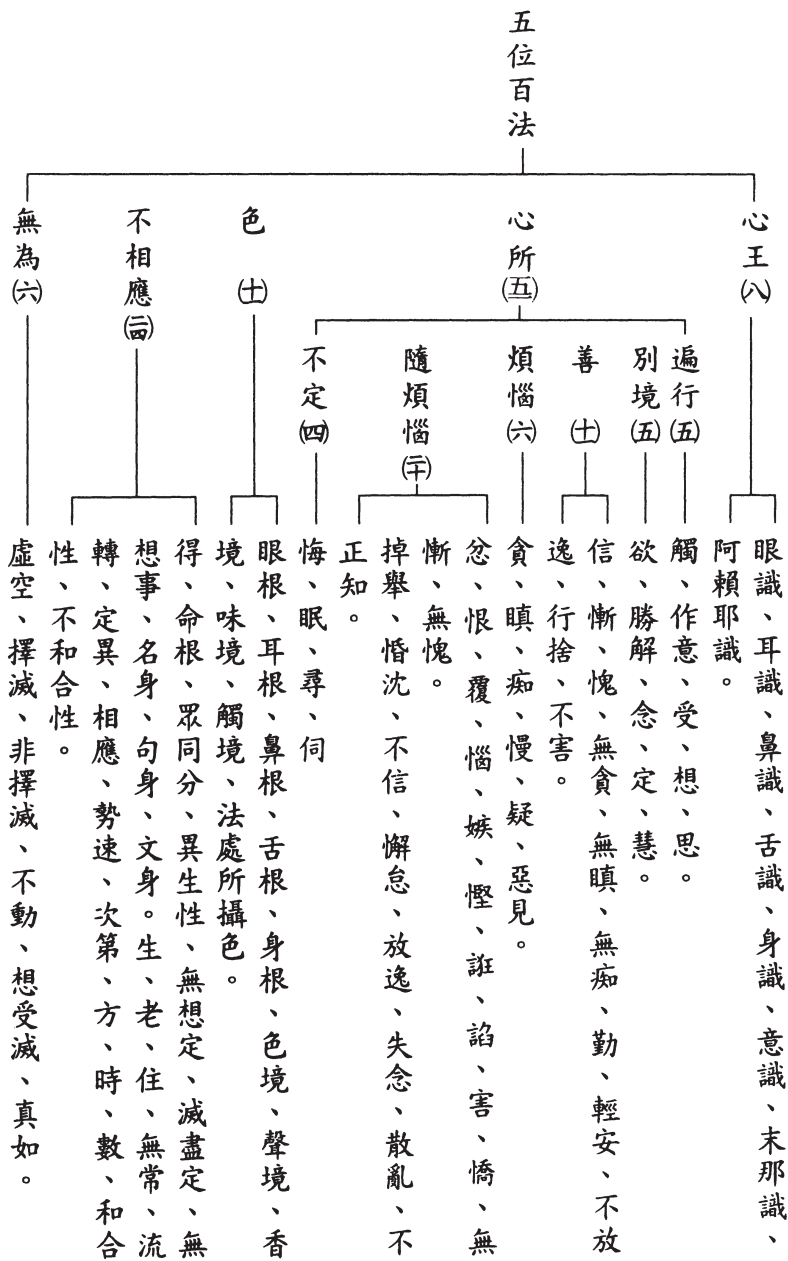 五位百法
心王(八)
心所(五一)
色(十一)
不相應(二四)
無為(六)
遍行(五)
別境(五)
善(十一)
煩惱(六)
隨煩惱(二十)
不定(四)
眼識、耳識、鼻識、舌識、身識、意識、末那識、
阿賴耶識。
觸、作意、受、想、思。
欲、勝解、念、定、慧。
信、慚、愧、無貪、無瞋、無痴、勤、輕安、不放
逸、行捨、不害。
貪、瞋、痴、慢、疑、惡見。
忿、恨、覆、惱、嫉、慳、誑、諂、害、憍、無
慚、無愧。
掉舉、惛沈、不信、懈怠、放逸、失念、散亂、不
正知。
悔、眠、尋、伺
眼根、耳根、鼻根、舌根、身根、色境、聲境、香
境、味境、觸境、法處所攝色。
得、命根、眾同分、異生性、無想定、滅盡定、無
想事、名身、句身、文身。生、老、住、無常、流
轉、定異、相應、勢速、次第、方、時、數、和合
性、不和合性。
虛空、擇滅、非擇滅、不動、想受滅、真如。